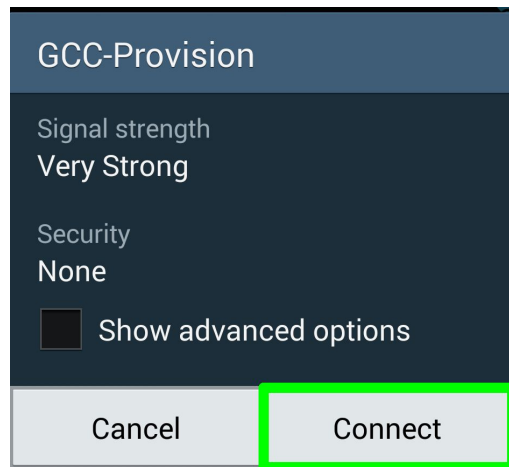 GCC-Provision
Signal strength
Very Strong
Security
None
Show advanced options
Cancel
Connect